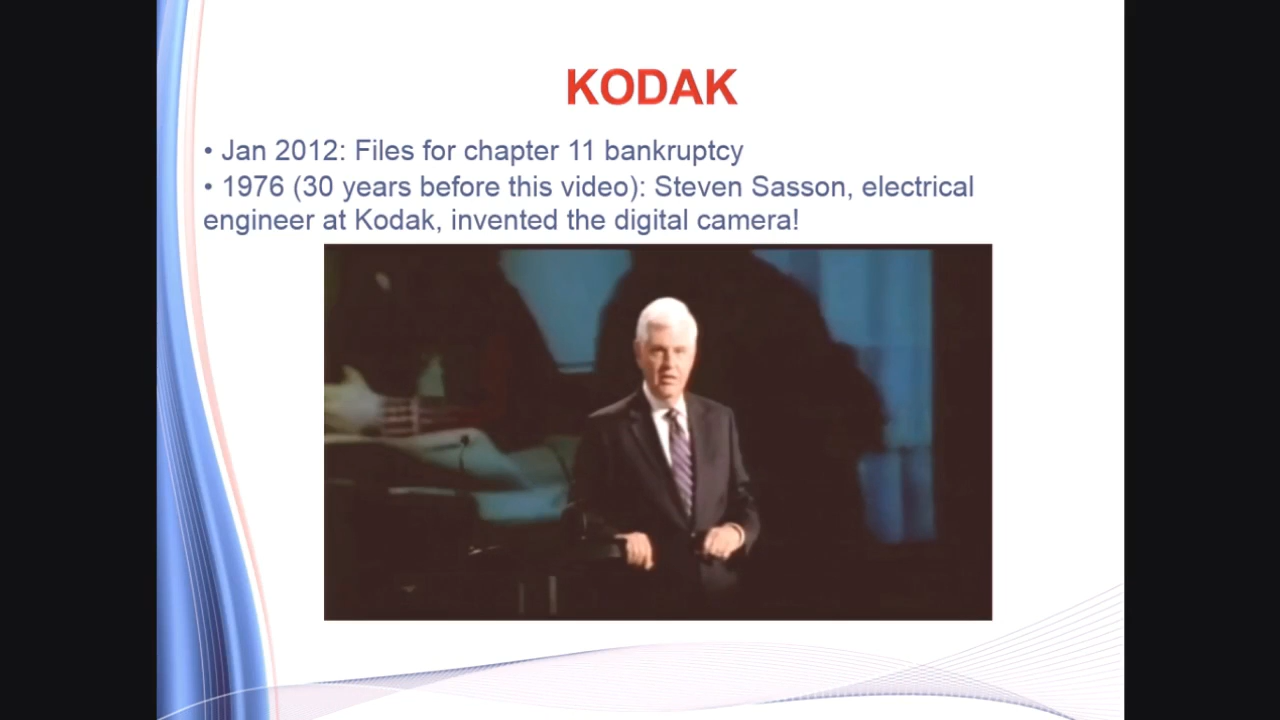 KODAK
• Jan 2012: Files for chapter 11 bankruptcy
• 1976 (30 years before this video): Steven Sasson, electrical
engineer at Kodak, invented the digital camera!